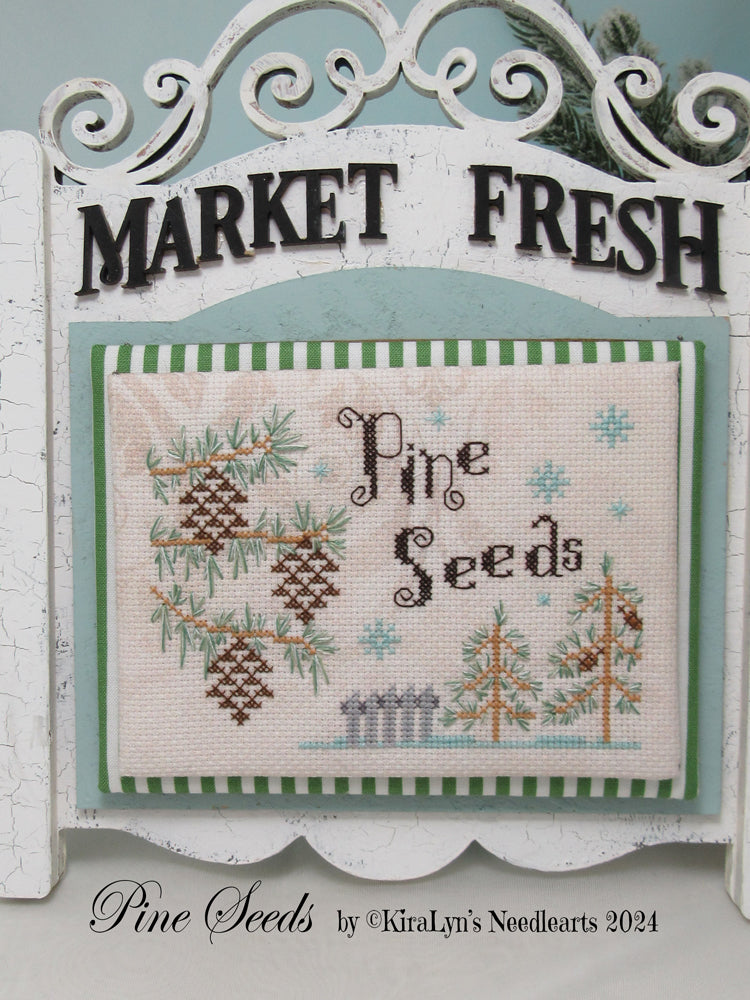 MARKET FRESH
Pine
Seeds
Pine Seeds by ©KiraLyn's Needlearts 2024